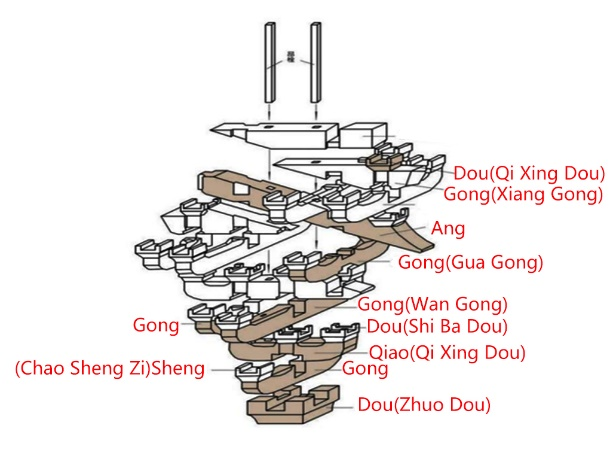 Dou(Qi Xing Dou)
Gong(Xiang Gong)
Ang
Gong(Gua Gong)
Gong(Wan Gong)
Gong
Dou(Shi Ba Dou)
Qiao(Qi Xing Dou)
(Chao Sheng Zi)Sheng
Gong
Dou(Zhuo Dou)